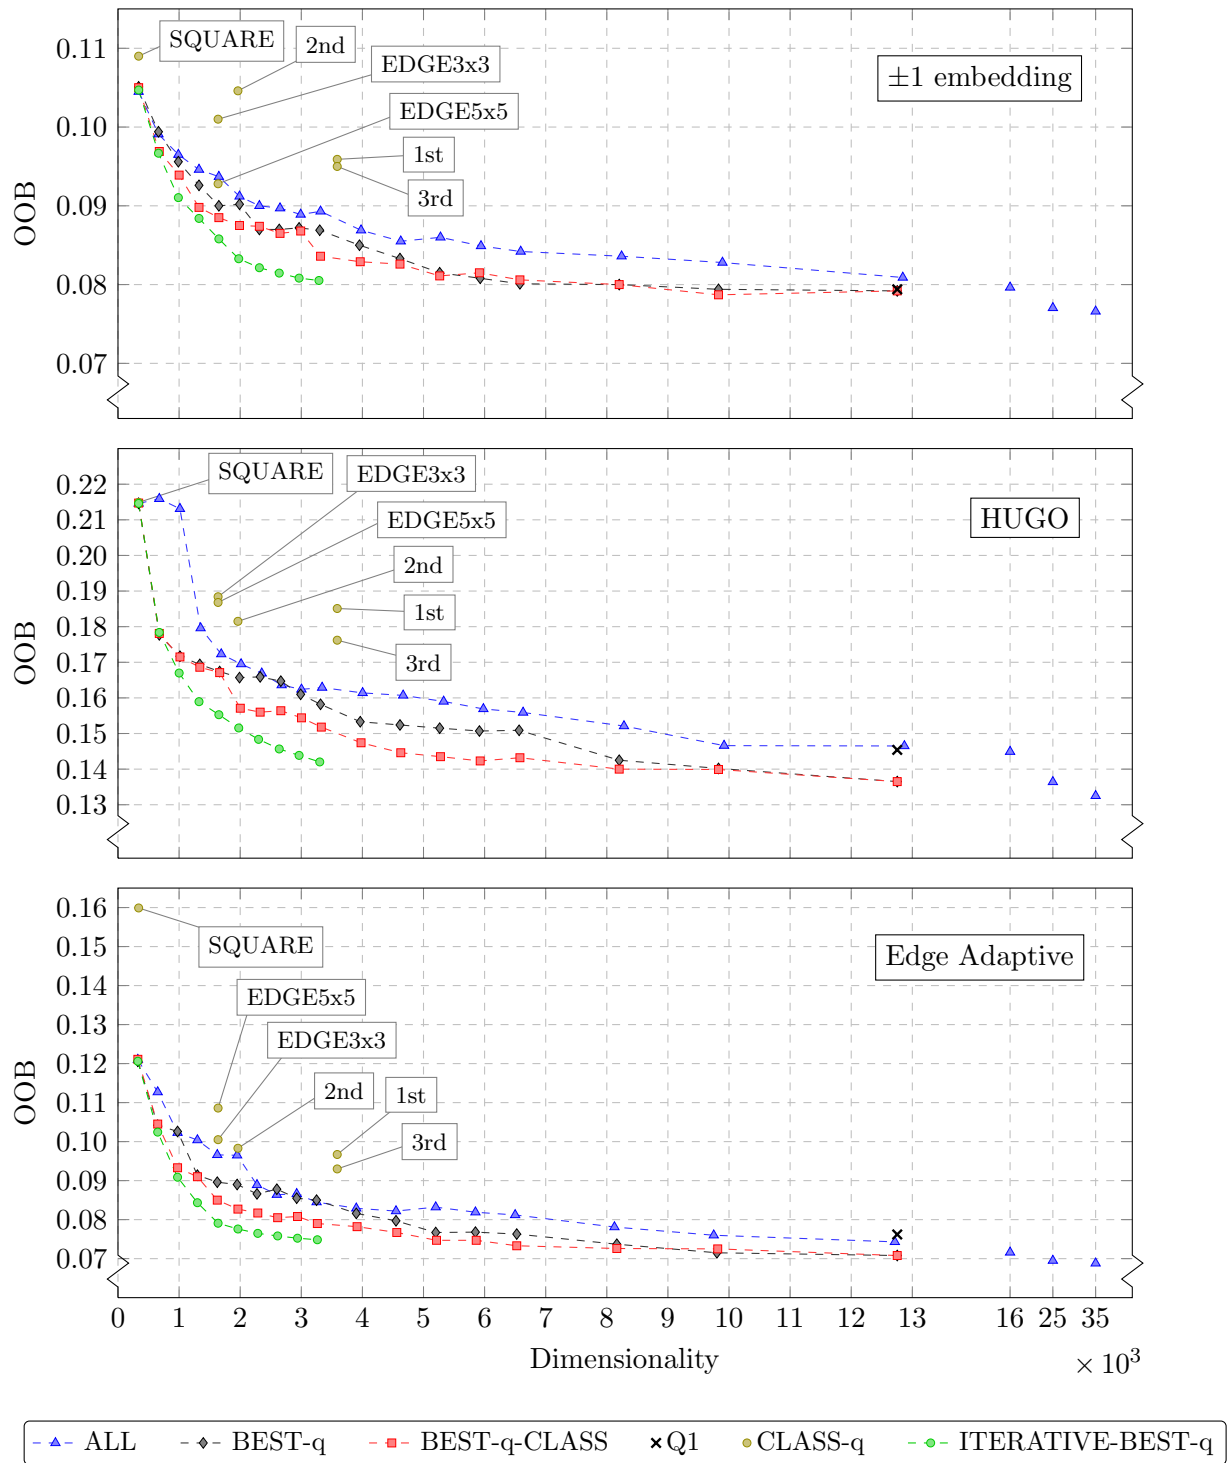 0.11
0.10
0.09
0.08
0.07
OOB
SQUARE
2nd
EDGE3x3
EDGE5x5
1st
3rd
±1 embedding
0.22
0.21
0.20
0.19
0.18
0.17
0.16
0.15
0.14
0.13
OOB
SQUARE
EDGE3x3
EDGE5x5
2nd
1st
3rd
HUGO
0.16
0.15
0.14
0.13
0.12
0.11
0.10
0.09
0.08
0.07
OOB
SQUARE
EDGE5x5
EDGE3x3
2nd
1st
3rd
Edge Adaptive
0 1 2 3 4 5 6 7 8 9 10 11 12 13 16 25 35
Dimensionality
× 10³
ALL BEST-q BEST-q-CLASS Q1 CLASS-q ITERATIVE-BEST-q